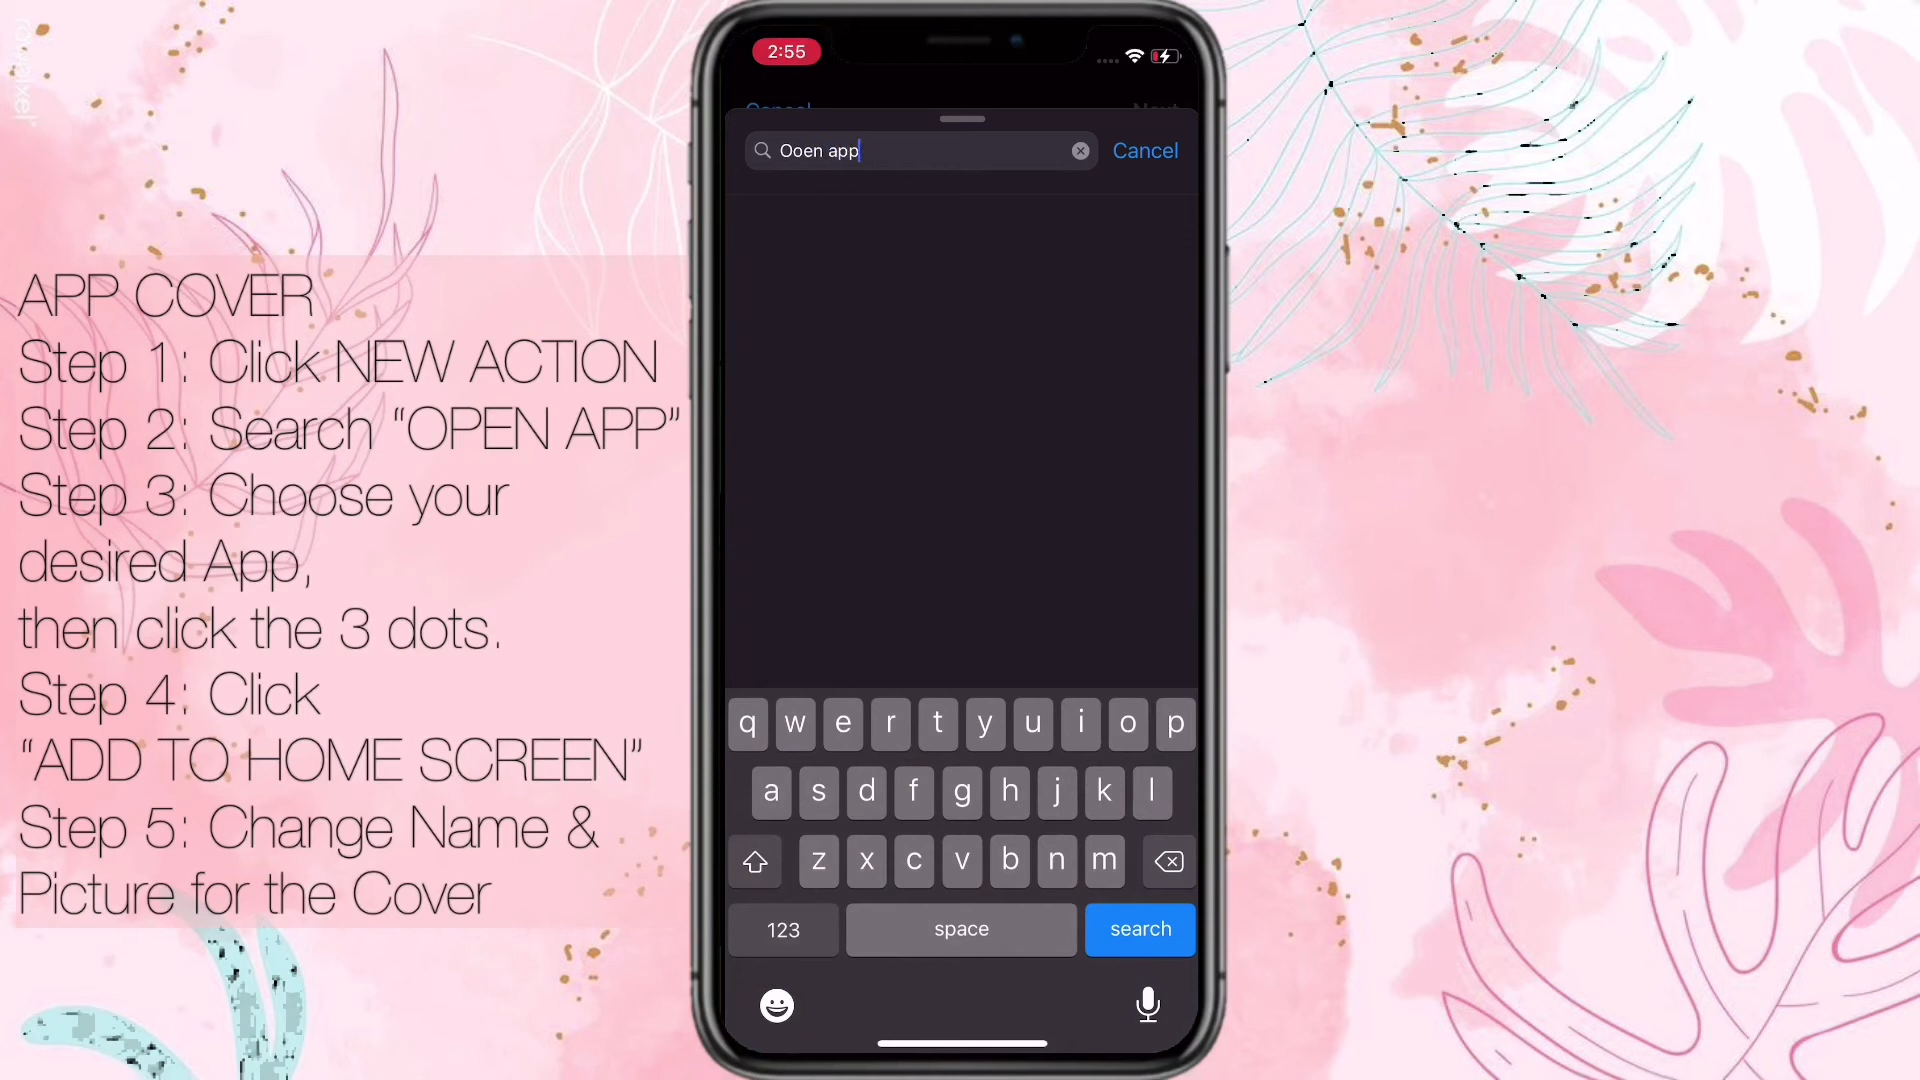 APP COVER
Step 1: Click NEW ACTION
Step 2: Search “OPEN APP”
Step 3: Choose your
desired App,
then click the 3 dots.
Step 4: Click
“ADD TO HOME SCREEN”
Step 5: Change Name &
Picture for the Cover
2:55
Cancel Next
Ooen app Cancel
q w e r t y u i o p
a s d f g h j k l
z x c v b n m
123 space search